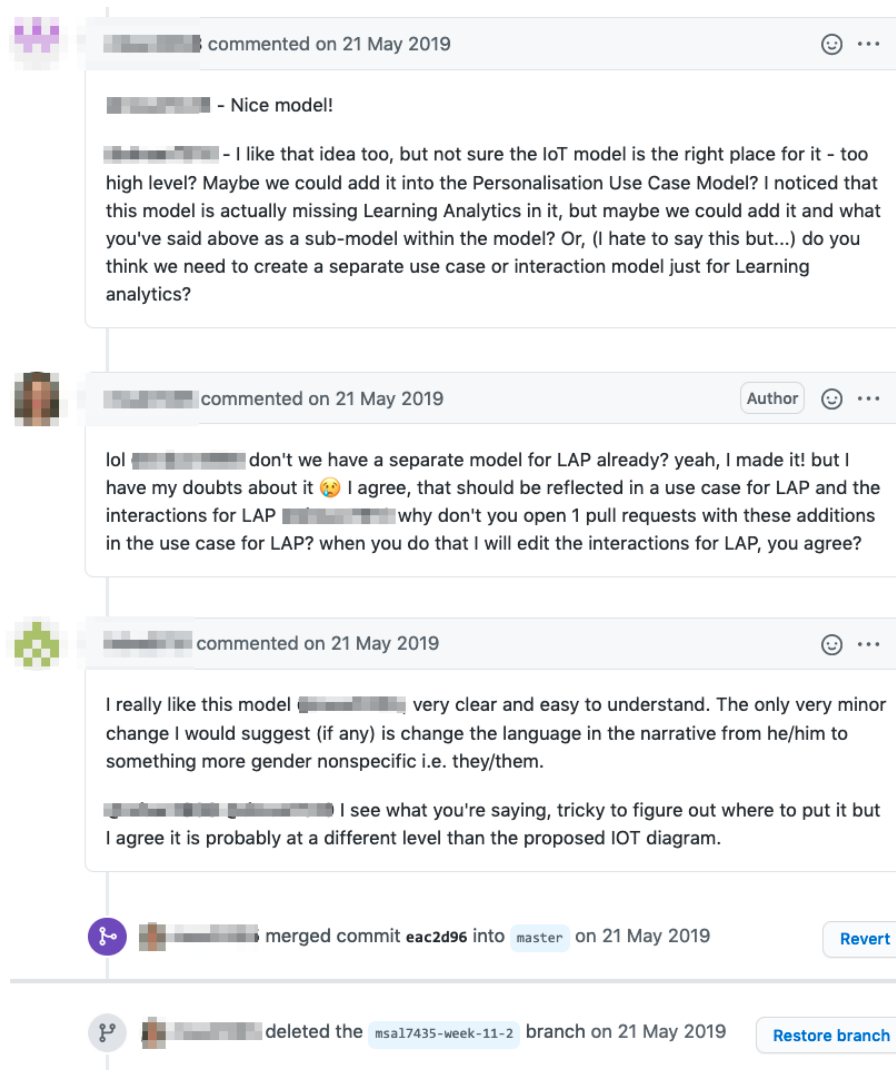 commented on 21 May 2019
- Nice model!
- I like that idea too, but not sure the IoT model is the right place for it - too
high level? Maybe we could add it into the Personalisation Use Case Model? I noticed that
this model is actually missing Learning Analytics in it, but maybe we could add it and what
you've said above as a sub-model within the model? Or, (I hate to say this but...) do you
think we need to create a separate use case or interaction model just for Learning
analytics?
commented on 21 May 2019 Author
lol don't we have a separate model for LAP already? yeah, I made it! but I
have my doubts about it 😢 I agree, that should be reflected in a use case for LAP and the
interactions for LAP why don't you open 1 pull requests with these additions
in the use case for LAP? when you do that I will edit the interactions for LAP, you agree?
commented on 21 May 2019
I really like this model very clear and easy to understand. The only very minor
change I would suggest (if any) is change the language in the narrative from he/him to
something more gender nonspecific i.e. they/them.
I see what you're saying, tricky to figure out where to put it but
I agree it is probably at a different level than the proposed IOT diagram.
merged commit eac2d96 into master on 21 May 2019 Revert
deleted the msal7435-week-11-2 branch on 21 May 2019 Restore branch